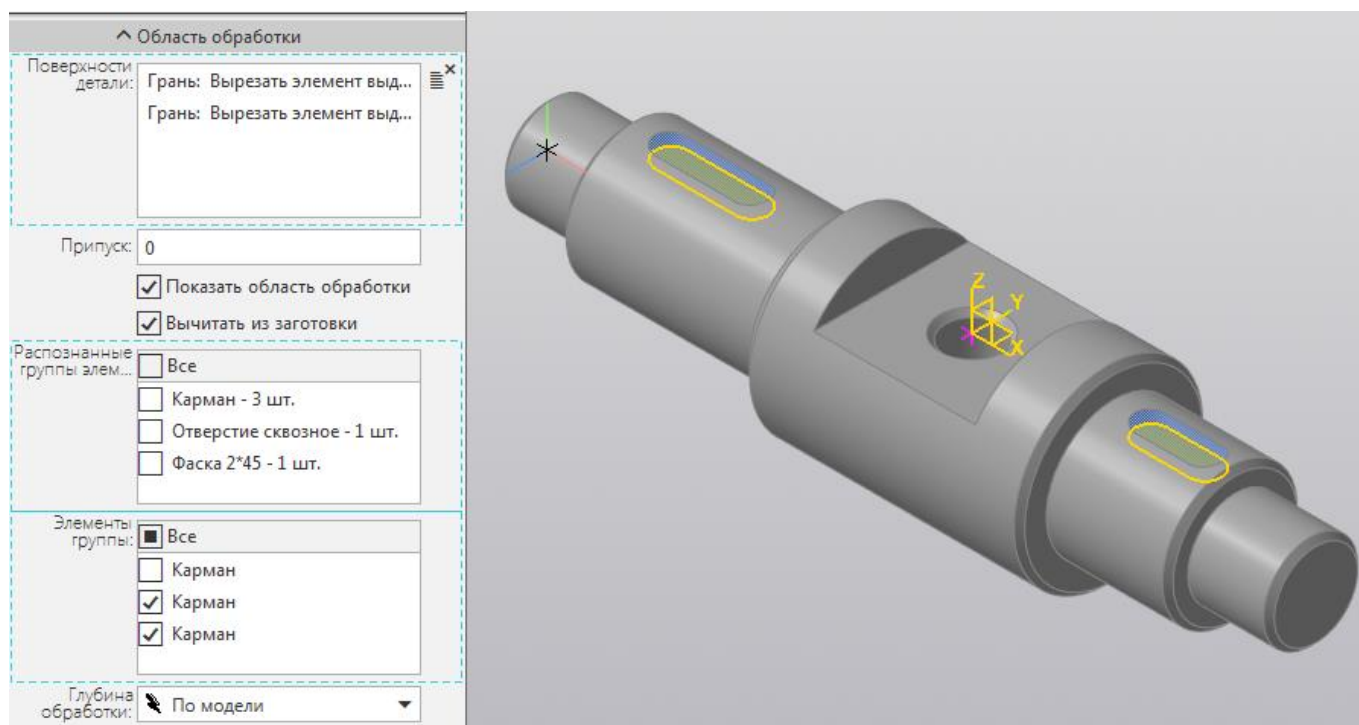 Область обработки
Поверхности
детали:
Грань: Вырезать элемент выд...
Грань: Вырезать элемент выд...
Припуск: 0
Показать область обработки
Вычитать из заготовки
Распознанные
группы элем...
Все
Карман - 3 шт.
Отверстие сквозное - 1 шт.
Фаска 2*45 - 1 шт.
Элементы
группы:
Все
Карман
Карман
Карман
Глубина
обработки:
По модели
Z
Y
X